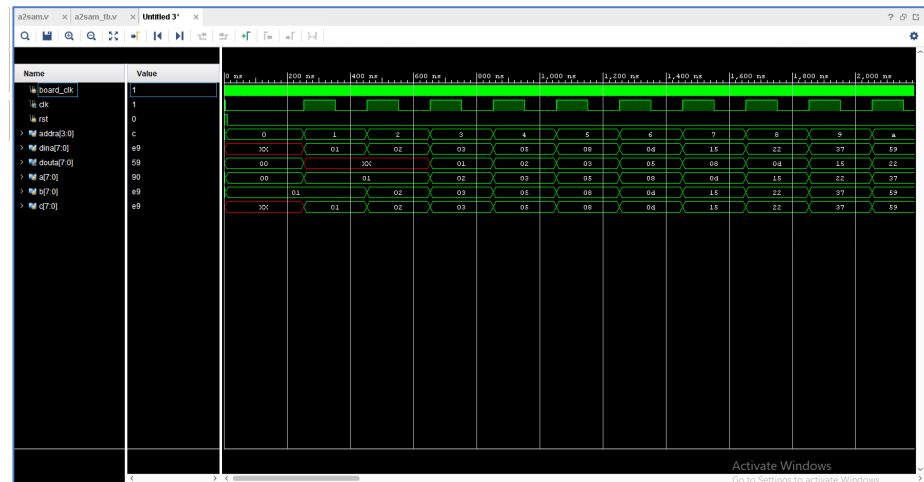 a2sam.v × a2sam_tb.v × Untitled 3* ×
Name Value
0 ns 200 ns 400 ns 600 ns 800 ns 1,000 ns 1,200 ns 1,400 ns 1,600 ns 1,800 ns 2,000 ns
board_clk 1
clk 1
rst 0
addra[3:0] c 0 1 2 3 4 5 6 7 8 9 a
dina[7:0] e9 XX 01 02 03 05 08 0d 15 22 37 59
douta[7:0] 59 00 XX 01 02 03 05 08 0d 15 22
a[7:0] 90 00 01 02 03 05 08 0d 15 22 37
b[7:0] e9 01 02 03 05 08 0d 15 22 37 59
c[7:0] e9 XX 01 02 03 05 08 0d 15 22 37 59
Activate Windows
Go to Settings to activate Windows.